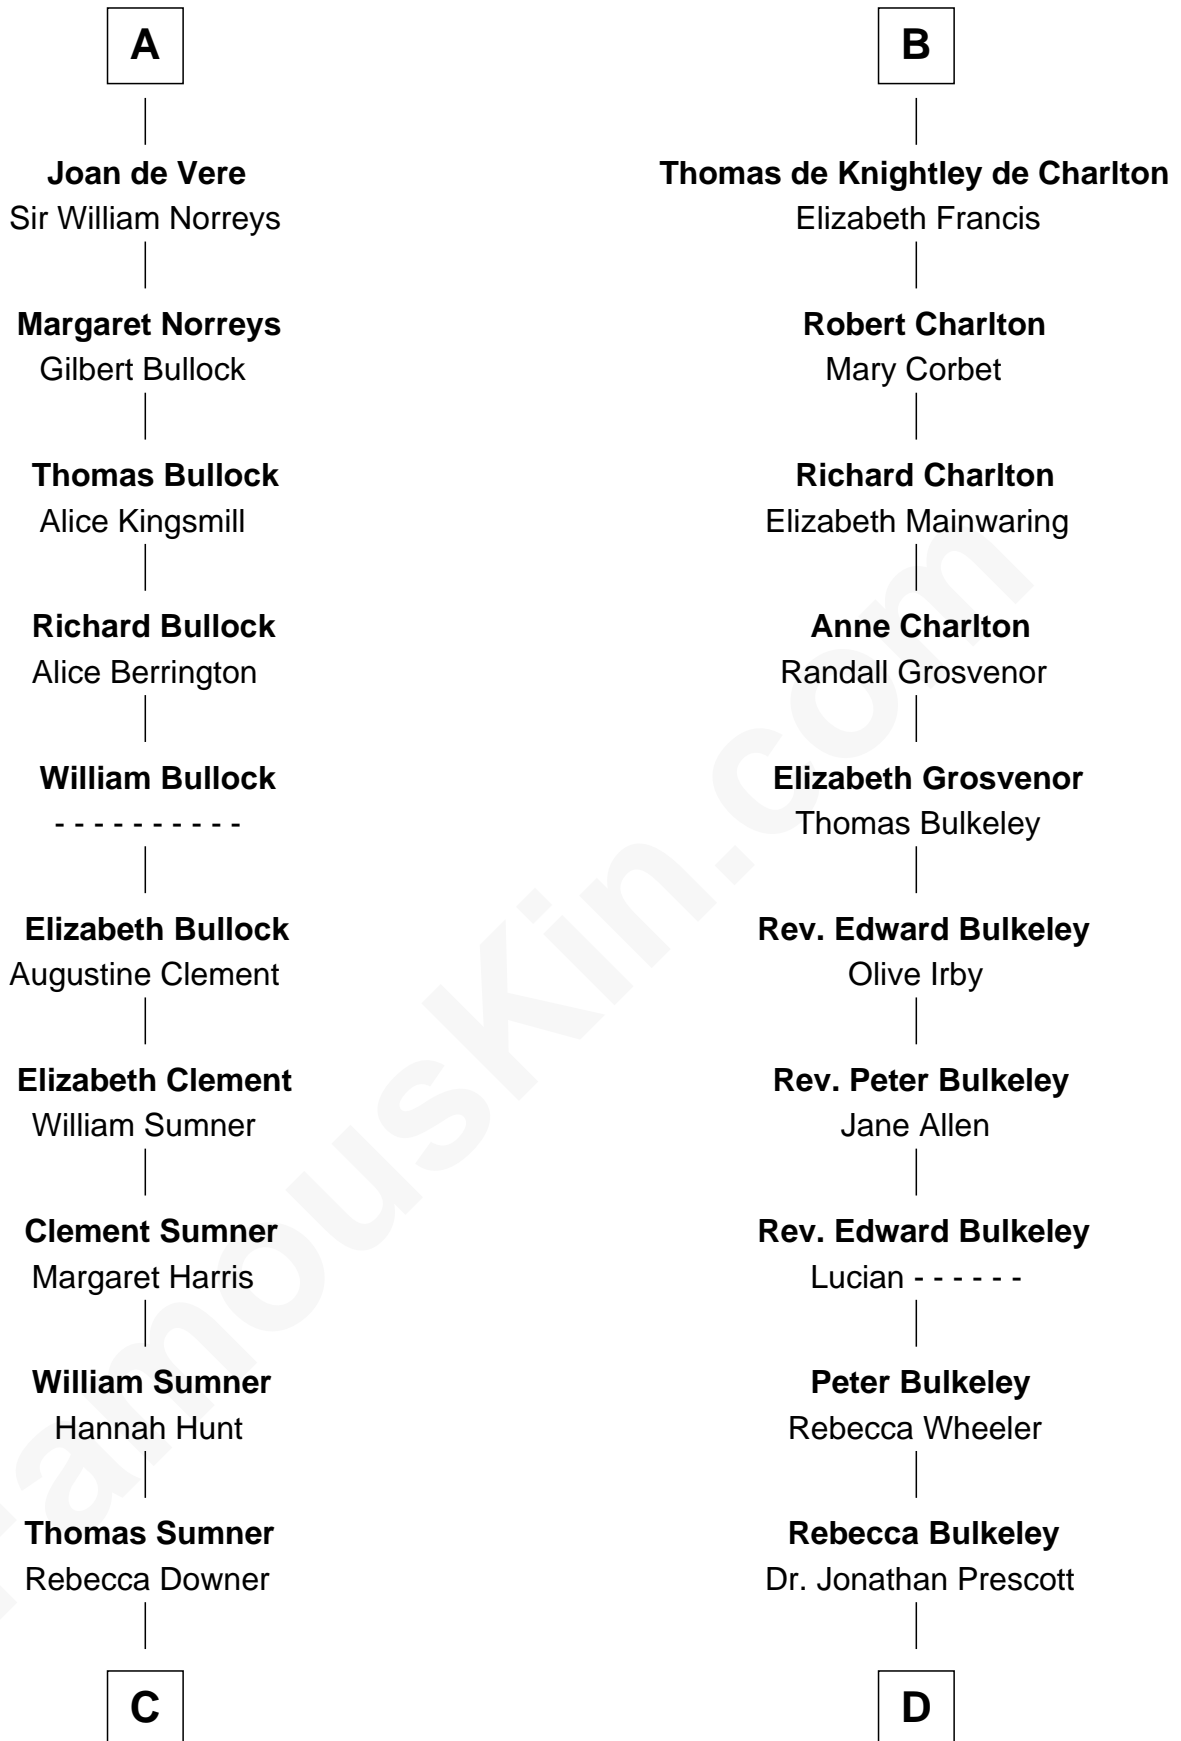 A
Joan de Vere
Sir William Norreys
Margaret Norreys
Gilbert Bullock
Thomas Bullock
Alice Kingsmill
Richard Bullock
Alice Berrington
William Bullock
- - - - - - - - - -
Elizabeth Bullock
Augustine Clement
Elizabeth Clement
William Sumner
Clement Sumner
Margaret Harris
William Sumner
Hannah Hunt
Thomas Sumner
Rebecca Downer
C
B
Thomas de Knightley de Charlton
Elizabeth Francis
Robert Charlton
Mary Corbet
Richard Charlton
Elizabeth Mainwaring
Anne Charlton
Randall Grosvenor
Elizabeth Grosvenor
Thomas Bulkeley
Rev. Edward Bulkeley
Olive Irby
Rev. Peter Bulkeley
Jane Allen
Rev. Edward Bulkeley
Lucian - - - - - -
Peter Bulkeley
Rebecca Wheeler
Rebecca Bulkeley
Dr. Jonathan Prescott
D
FamousKin.com